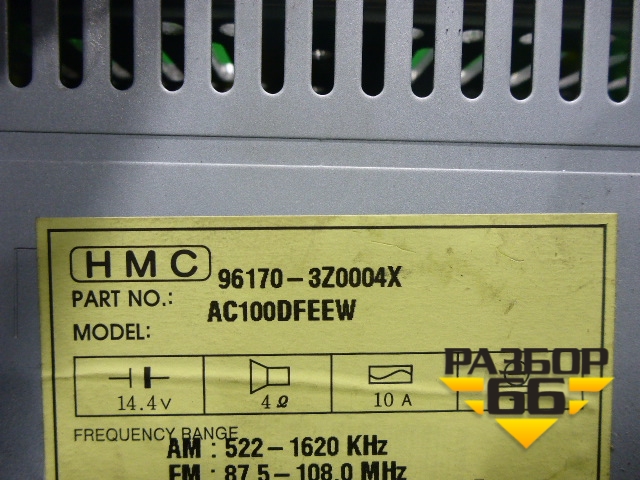 HMC
PART NO.: 96170-3Z0004X
MODEL: AC100DFEEW
14.4V 4Ω 10 A
FREQUENCY RANGE
AM : 522-1620 KHz
FM : 87.5-108.0 MHz
РАЗБОР
66